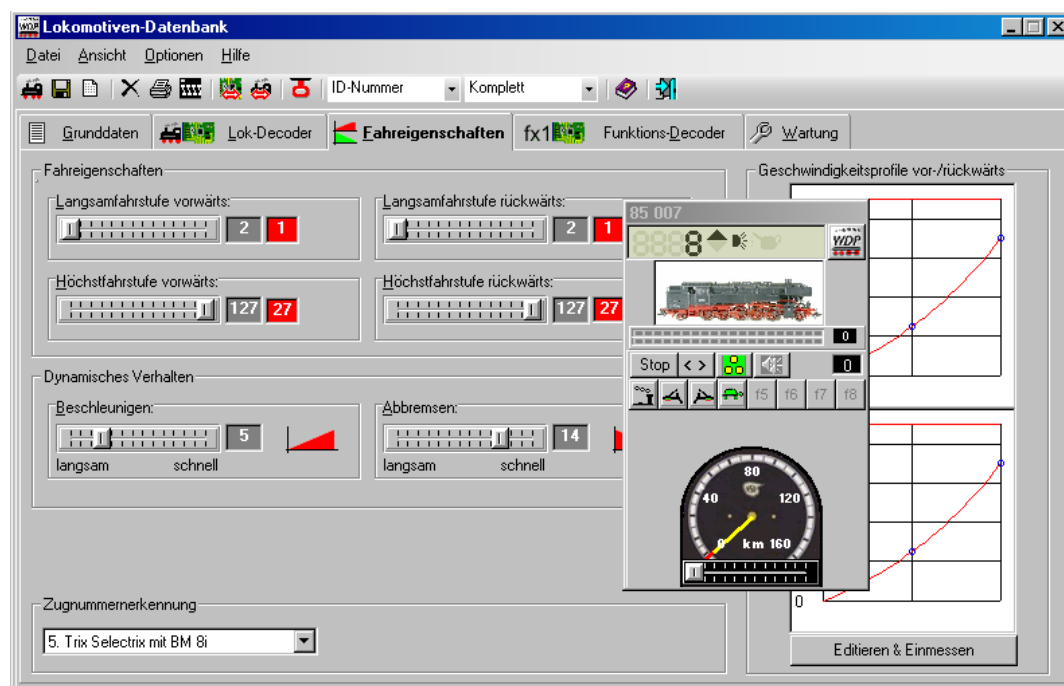 WDP Lokomotiven-Datenbank
Datei Ansicht Optionen Hilfe
ID-Nummer Komplett
Grunddaten Lok-Decoder Fahreigenschaften fx1 Funktions-Decoder Wartung
Fahreigenschaften
Langsamfahrstufe vorwärts:
2 1
Langsamfahrstufe rückwärts:
2 1
Höchstfahrstufe vorwärts:
127 27
Höchstfahrstufe rückwärts:
127 27
Dynamisches Verhalten
Beschleunigen:
5
langsam schnell
Abbremsen:
14
langsam schnell
Zugnummernerkennung
5. Trix Selectrix mit BM 8i
85 007
8 WDP
0
Stop < > 0
f5 f6 f7 f8
80
40 120
0 km 160
Geschwindigkeitsprofile vor-/rückwärts
0
Editieren & Einmessen